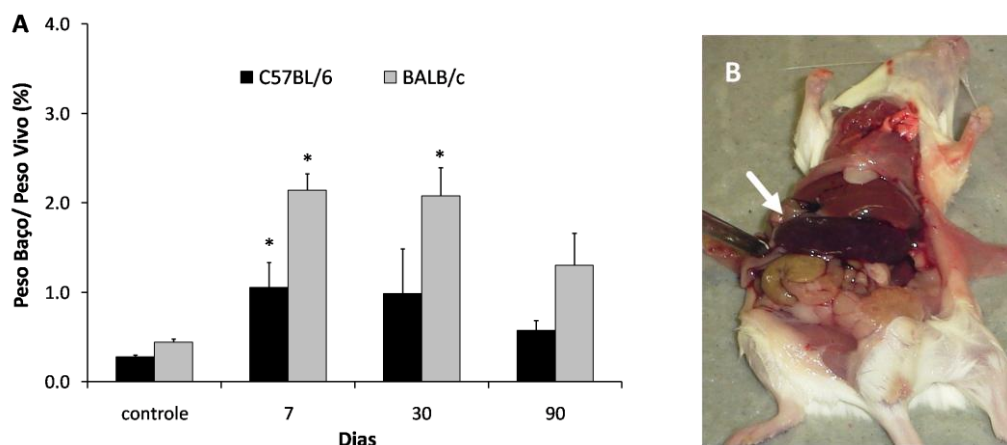 A
4.0
3.0
2.0
1.0
0.0
Peso Baço/ Peso Vivo (%)
C57BL/6 BALB/c
* * *
controle 7 30 90
Dias
B